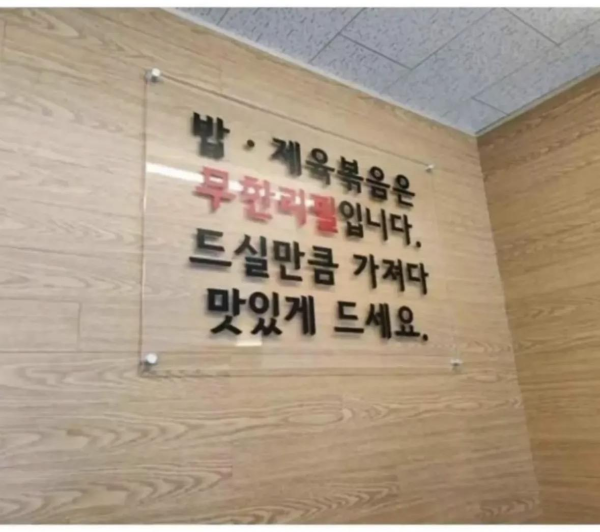 밥·제육볶음은
무한리필입니다.
드실만큼 가져다
맛있게 드세요.